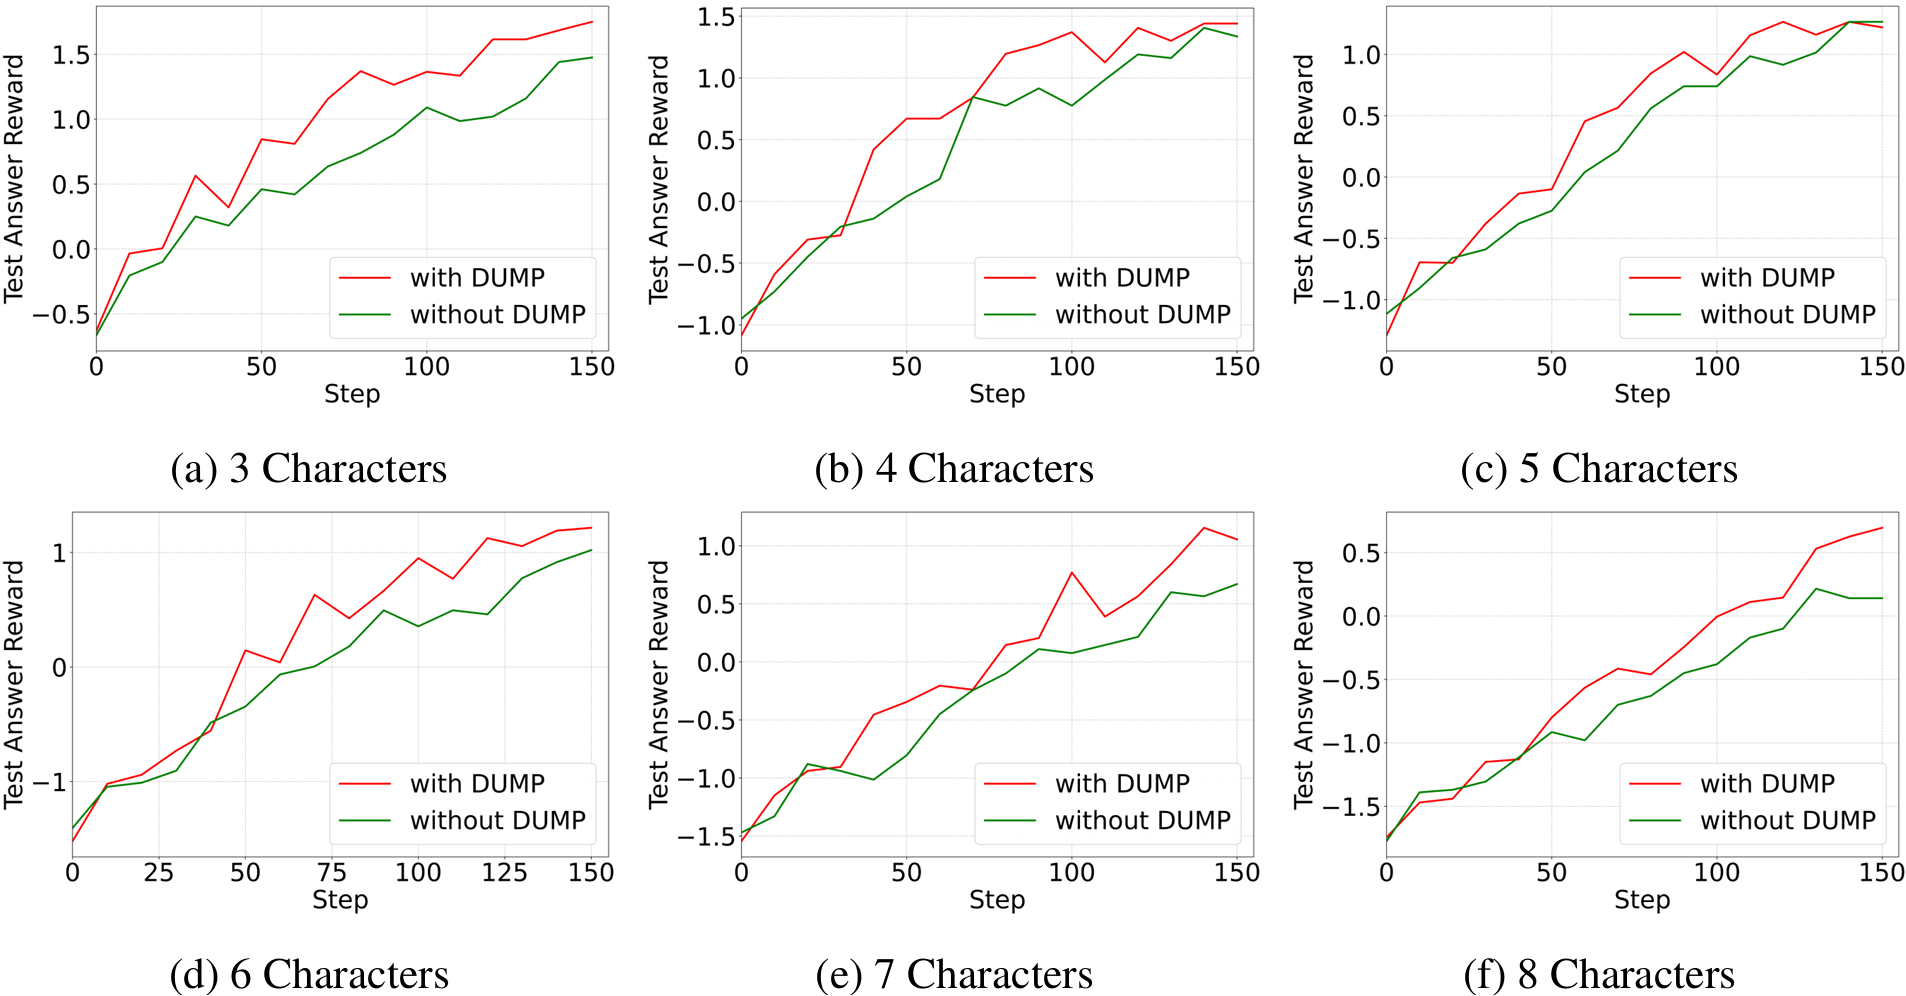 Test Answer Reward
1.5
1.0
0.5
0.0
−0.5
0 50 100 150
Step
with DUMP
without DUMP
(a) 3 Characters
Test Answer Reward
1.5
1.0
0.5
0.0
−0.5
−1.0
0 50 100 150
Step
with DUMP
without DUMP
(b) 4 Characters
Test Answer Reward
1.0
0.5
0.0
−0.5
−1.0
0 50 100 150
Step
with DUMP
without DUMP
(c) 5 Characters
Test Answer Reward
1
0
−1
0 25 50 75 100 125 150
Step
with DUMP
without DUMP
(d) 6 Characters
Test Answer Reward
1.0
0.5
0.0
−0.5
−1.0
−1.5
0 50 100 150
Step
with DUMP
without DUMP
(e) 7 Characters
Test Answer Reward
0.5
0.0
−0.5
−1.0
−1.5
0 50 100 150
Step
with DUMP
without DUMP
(f) 8 Characters